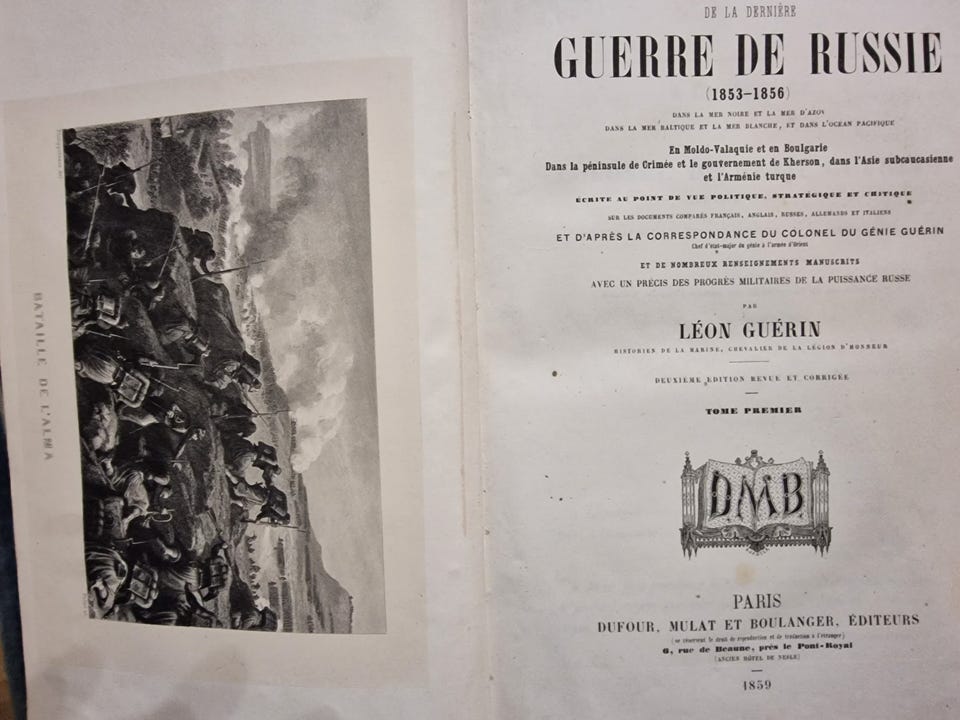 BATAILLE DE L'ALMA
DE LA DERNIÈRE
GUERRE DE RUSSIE
(1853-1856)
DANS LA MER NOIRE ET LA MER D'AZOV
DANS LA MER BALTIQUE ET LA MER BLANCHE, ET DANS L'OCÉAN PACIFIQUE
En Moldo-Valaquie et en Boulgarie
Dans la péninsule de Crimée et le gouvernement de Kherson, dans l'Asie subcaucasienne
et l'Arménie turque
ÉCRITE AU POINT DE VUE POLITIQUE, STRATÉGIQUE ET CRITIQUE
SUR LES DOCUMENTS COMPARÉS FRANÇAIS, ANGLAIS, RUSSES, ALLEMANDS ET ITALIENS
ET D'APRÈS LA CORRESPONDANCE DU COLONEL DU GÉNIE GUÉRIN
Chef d'état-major du génie à l'armée d'Orient
ET DE NOMBREUX RENSEIGNEMENTS MANUSCRITS
AVEC UN PRÉCIS DES PROGRÈS MILITAIRES DE LA PUISSANCE RUSSE
PAR
LÉON GUÉRIN
HISTORIEN DE LA MARINE, CHEVALIER DE LA LÉGION D'HONNEUR
DEUXIÈME ÉDITION REVUE ET CORRIGÉE
TOME PREMIER
DMB
PARIS
DUFOUR, MULAT ET BOULANGER, ÉDITEURS
(se réservent le droit de reproduction et de traduction à l'étranger)
6, rue de Beaune, près le Pont-Royal
(ANCIEN HÔTEL DE NESLE)
1859